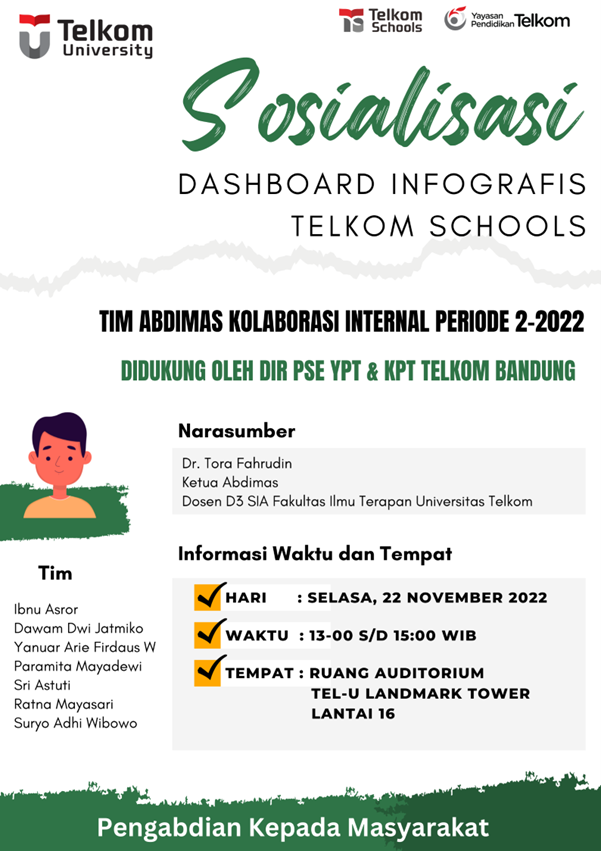 Telkom
University
Telkom
Schools
Yayasan
Pendidikan Telkom
Sosialisasi
DASHBOARD INFOGRAFIS
TELKOM SCHOOLS
TIM ABDIMAS KOLABORASI INTERNAL PERIODE 2-2022
DIDUKUNG OLEH DIR PSE YPT & KPT TELKOM BANDUNG
Narasumber
Dr. Tora Fahrudin
Ketua Abdimas
Dosen D3 SIA Fakultas Ilmu Terapan Universitas Telkom
Tim
Ibnu Asror
Dawam Dwi Jatmiko
Yanuar Arie Firdaus W
Paramita Mayadewi
Sri Astuti
Ratna Mayasari
Suryo Adhi Wibowo
Informasi Waktu dan Tempat
HARI : SELASA, 22 NOVEMBER 2022
WAKTU : 13-00 S/D 15:00 WIB
TEMPAT : RUANG AUDITORIUM
TEL-U LANDMARK TOWER
LANTAI 16
Pengabdian Kepada Masyarakat